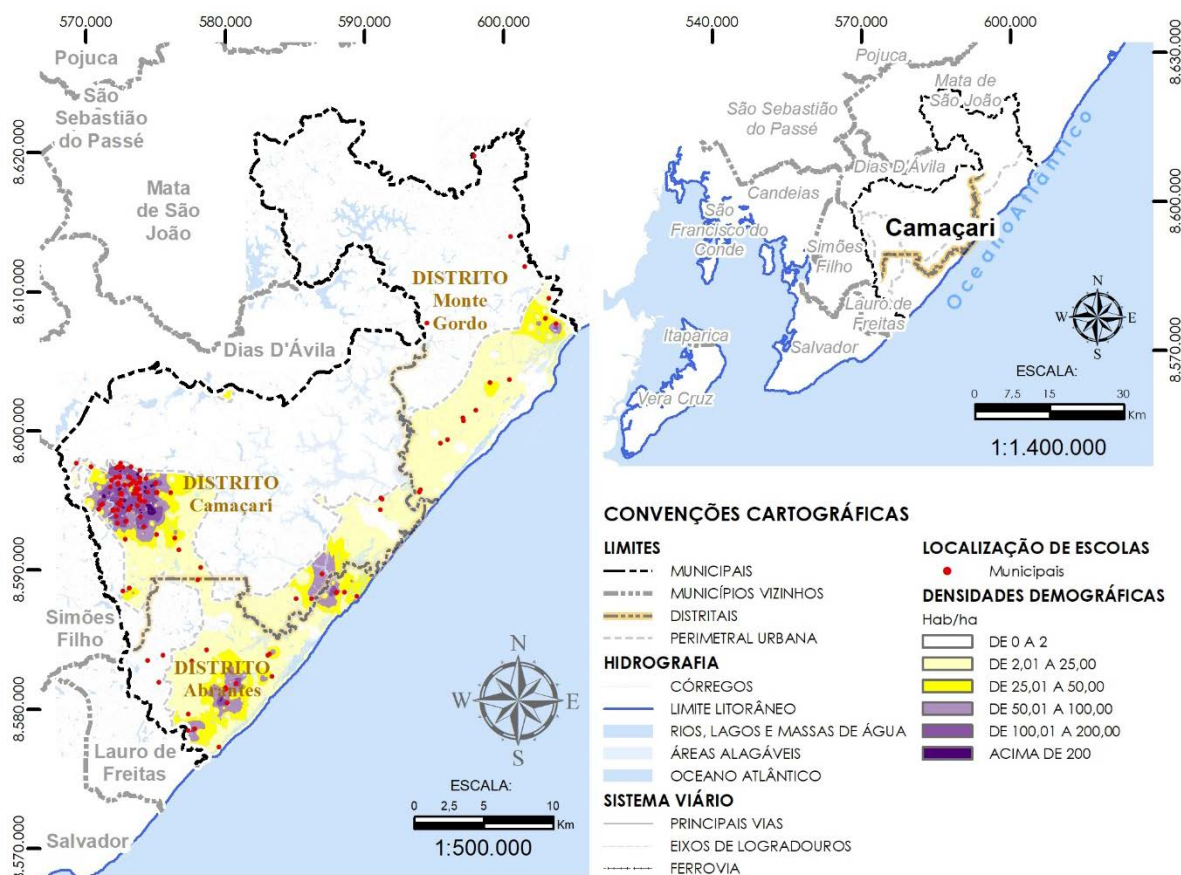 570.000
580.000
590.000
600.000
8.620.000
8.610.000
8.600.000
8.590.000
8.580.000
8.570.000
Pojuca
São
Sebastião
do Passé
Mata
de São
João
Dias D'Ávila
DISTRITO
Monte
Gordo
DISTRITO
Camaçari
Simões
Filho
DISTRITO
Abrantes
Lauro de
Freitas
Salvador
N
W
E
S
ESCALA:
0 2,5 5 10
Km
1:500.000
540.000
570.000
600.000
8.630.000
8.600.000
8.570.000
Pojuca
Mata de
São João
São Sebastião
do Passé
Dias D'Ávila
Candeias
São
Francisco do
Conde
Camaçari
Simões
Filho
Oceano Atlântico
Lauro de
Freitas
Itaparica
Salvador
Vera Cruz
N
W
E
S
ESCALA:
0 7,5 15 30
Km
1:1.400.000
CONVENÇÕES CARTOGRÁFICAS
LIMITES
MUNICIPAIS
MUNICÍPIOS VIZINHOS
DISTRITAIS
PERIMETRAL URBANA
HIDROGRAFIA
CÓRREGOS
LIMITE LITORÂNEO
RIOS, LAGOS E MASSAS DE ÁGUA
ÁREAS ALAGÁVEIS
OCEANO ATLÂNTICO
SISTEMA VIÁRIO
PRINCIPAIS VIAS
EIXOS DE LOGRADOUROS
FERROVIA
LOCALIZAÇÃO DE ESCOLAS
Municipais
DENSIDADES DEMOGRÁFICAS
Hab/ha
DE 0 A 2
DE 2,01 A 25,00
DE 25,01 A 50,00
DE 50,01 A 100,00
DE 100,01 A 200,00
ACIMA DE 200